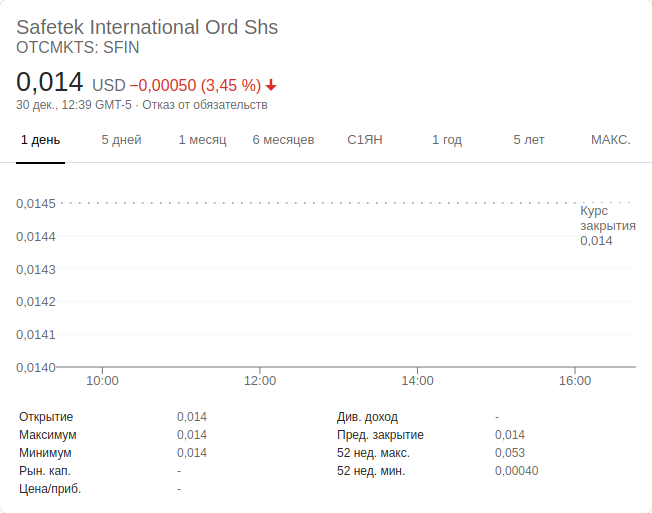 Safetek International Ord Shs
OTCMKTS: SFIN
0,014 USD −0,00050 (3,45 %)
30 дек., 12:39 GMT-5 · Отказ от обязательств
1 день 5 дней 1 месяц 6 месяцев С1ЯН 1 год 5 лет МАКС.
0,0145
Курс
закрытия
0,014
0,0144
0,0143
0,0142
0,0141
0,0140
10:00 12:00 14:00 16:00
Открытие 0,014 Див. доход -
Максимум 0,014 Пред. закрытие 0,014
Минимум 0,014 52 нед. макс. 0,053
Рын. кап. - 52 нед. мин. 0,00040
Цена/приб. -